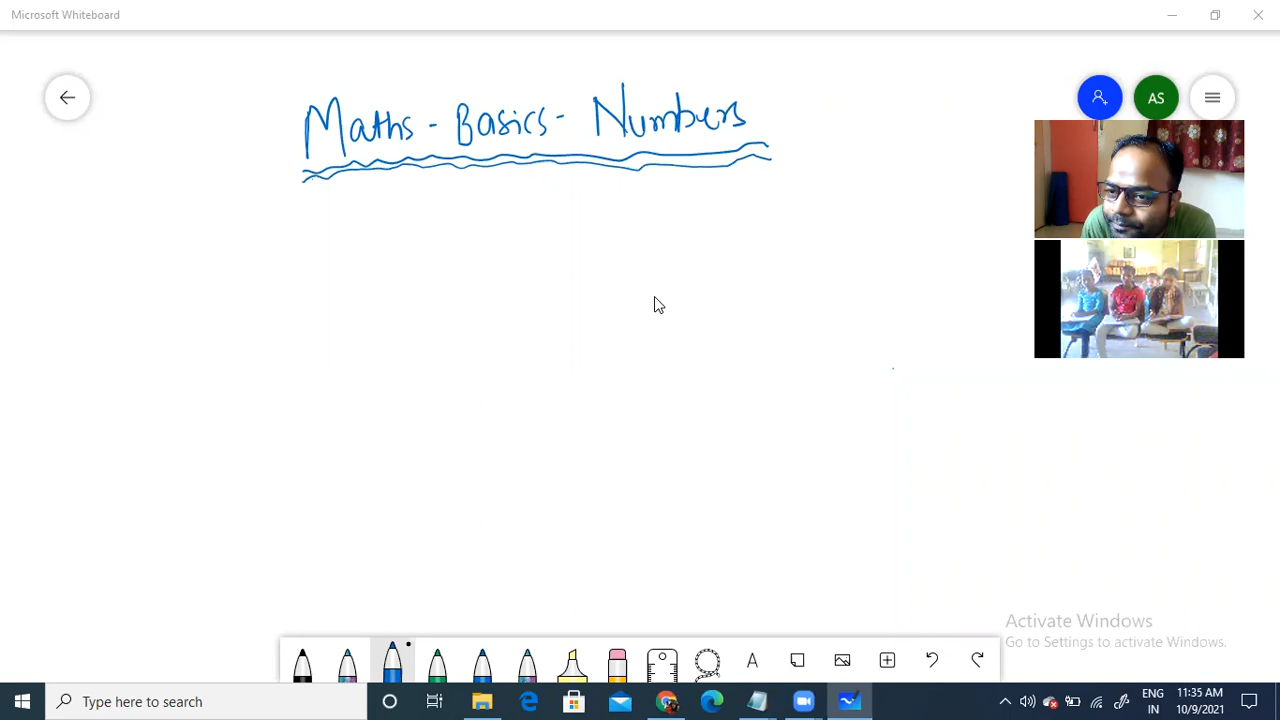 Microsoft Whiteboard
Maths - Basics - Numbers
AS
A
Activate Windows
Go to Settings to activate Windows.
Type here to search
ENG
IN
11:35 AM
10/9/2021